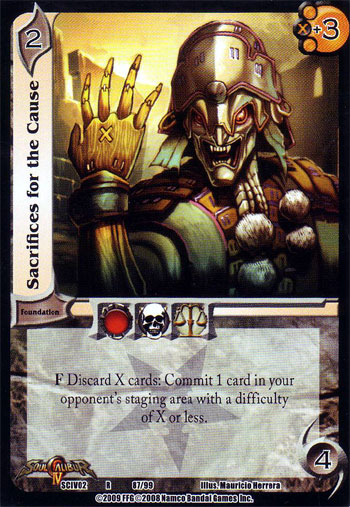 2
X +3
Sacrifices for the Cause
foundation
F Discard X cards: Commit 1 card in your
opponent's staging area with a difficulty
of X or less.
4
SOULCALIBUR
IV
SCIV02 R 87/99 Illus. Mauricio Herrera
©2009 FFG ©2008 Namco Bandai Games Inc.